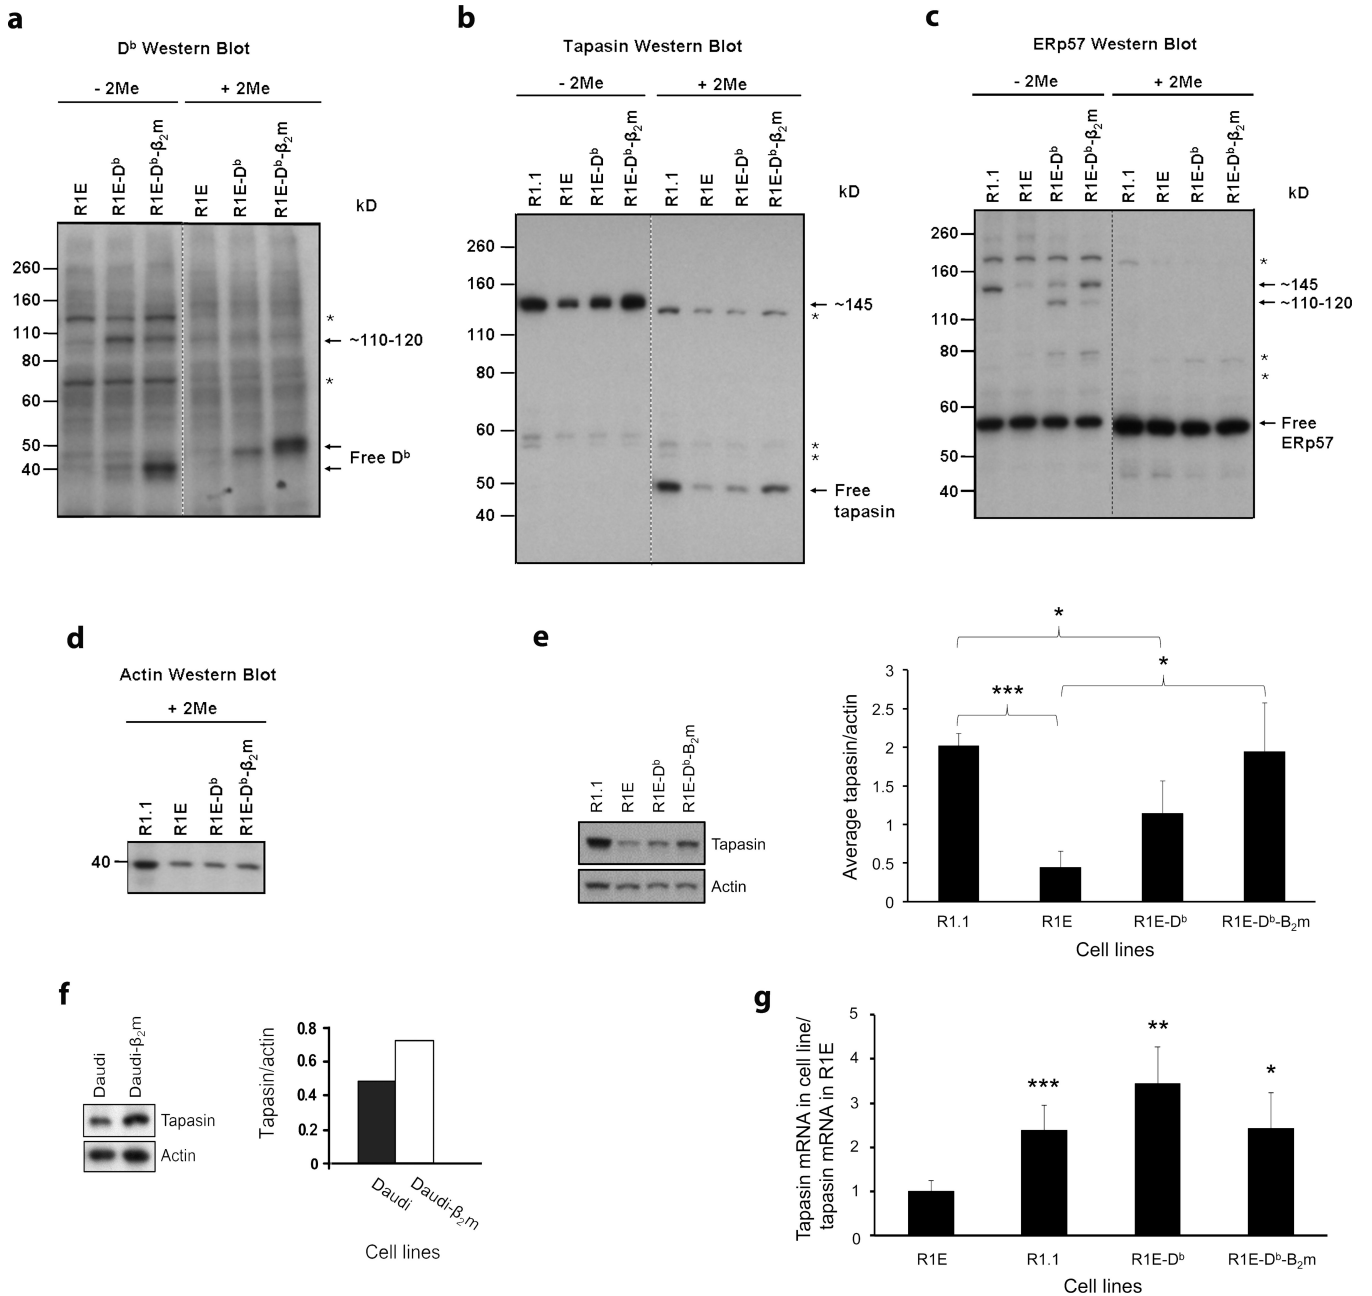 a
Dᵇ Western Blot
- 2Me
+ 2Me
R1E
R1E-Dᵇ
R1E-Dᵇ-β₂m
R1E
R1E-Dᵇ
R1E-Dᵇ-β₂m
kD
260
160
110
80
60
50
40
*
~110-120
*
Free Dᵇ
b
Tapasin Western Blot
- 2Me
+ 2Me
R1.1
R1E
R1E-Dᵇ
R1E-Dᵇ-β₂m
R1.1
R1E
R1E-Dᵇ
R1E-Dᵇ-β₂m
kD
260
160
110
80
60
50
40
~145
*
*
*
Free
tapasin
c
ERp57 Western Blot
- 2Me
+ 2Me
R1.1
R1E
R1E-Dᵇ
R1E-Dᵇ-β₂m
R1.1
R1E
R1E-Dᵇ
R1E-Dᵇ-β₂m
kD
260
160
110
80
60
50
40
*
~145
~110-120
*
*
Free
ERp57
d
Actin Western Blot
+ 2Me
R1.1
R1E
R1E-Dᵇ
R1E-Dᵇ-β₂m
40
e
R1.1
R1E
R1E-Dᵇ
R1E-Dᵇ-B₂m
Tapasin
Actin
Average tapasin/actin
3
2.5
2
1.5
1
0.5
0
*
*
***
R1.1
R1E
R1E-Dᵇ
R1E-Dᵇ-B₂m
Cell lines
f
Daudi
Daudi-β₂m
Tapasin
Actin
Tapasin/actin
0.8
0.6
0.4
0.2
0
Daudi
Daudi-β₂m
Cell lines
g
Tapasin mRNA in cell line/
tapasin mRNA in R1E
5
4
3
2
1
0
***
**
*
R1E
R1.1
R1E-Dᵇ
R1E-Dᵇ-B₂m
Cell lines